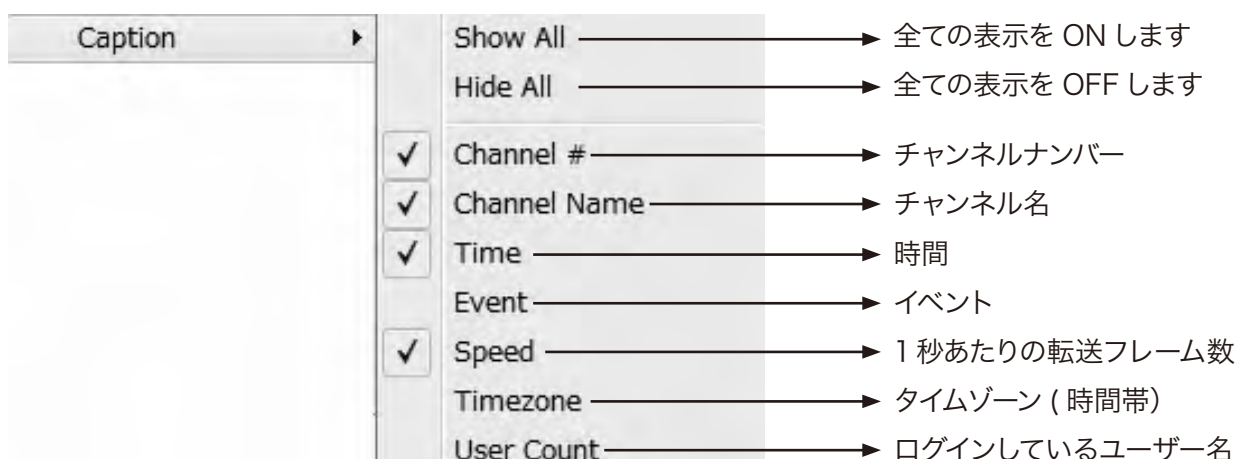 Caption
Show All 全ての表示を ON します
Hide All 全ての表示を OFF します
Channel # チャンネルナンバー
Channel Name チャンネル名
Time 時間
Event イベント
Speed 1 秒あたりの転送フレーム数
Timezone タイムゾーン ( 時間帯）
User Count ログインしているユーザー名